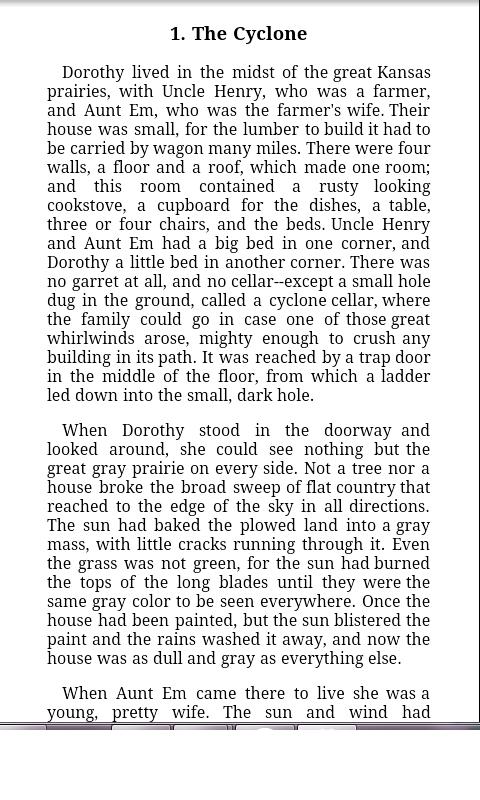 1. The Cyclone
Dorothy lived in the midst of the great Kansas
prairies, with Uncle Henry, who was a farmer,
and Aunt Em, who was the farmer's wife. Their
house was small, for the lumber to build it had to
be carried by wagon many miles. There were four
walls, a floor and a roof, which made one room;
and this room contained a rusty looking
cookstove, a cupboard for the dishes, a table,
three or four chairs, and the beds. Uncle Henry
and Aunt Em had a big bed in one corner, and
Dorothy a little bed in another corner. There was
no garret at all, and no cellar--except a small hole
dug in the ground, called a cyclone cellar, where
the family could go in case one of those great
whirlwinds arose, mighty enough to crush any
building in its path. It was reached by a trap door
in the middle of the floor, from which a ladder
led down into the small, dark hole.
When Dorothy stood in the doorway and
looked around, she could see nothing but the
great gray prairie on every side. Not a tree nor a
house broke the broad sweep of flat country that
reached to the edge of the sky in all directions.
The sun had baked the plowed land into a gray
mass, with little cracks running through it. Even
the grass was not green, for the sun had burned
the tops of the long blades until they were the
same gray color to be seen everywhere. Once the
house had been painted, but the sun blistered the
paint and the rains washed it away, and now the
house was as dull and gray as everything else.
When Aunt Em came there to live she was a
young, pretty wife. The sun and wind had